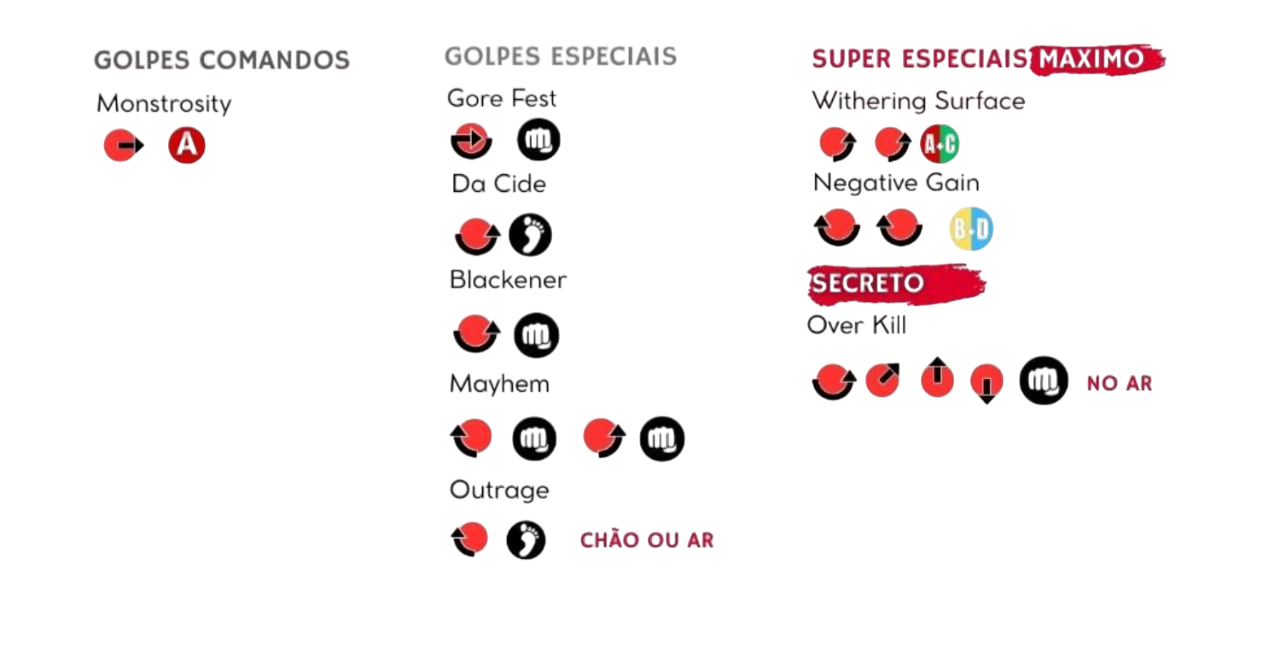 GOLPES COMANDOS
Monstrosity
A
GOLPES ESPECIAIS
Gore Fest
Da Cide
Blackener
Mayhem
Outrage
CHÃO OU AR
SUPER ESPECIAIS MAXIMO
Withering Surface
A+C
Negative Gain
B+D
SECRETO
Over Kill
NO AR